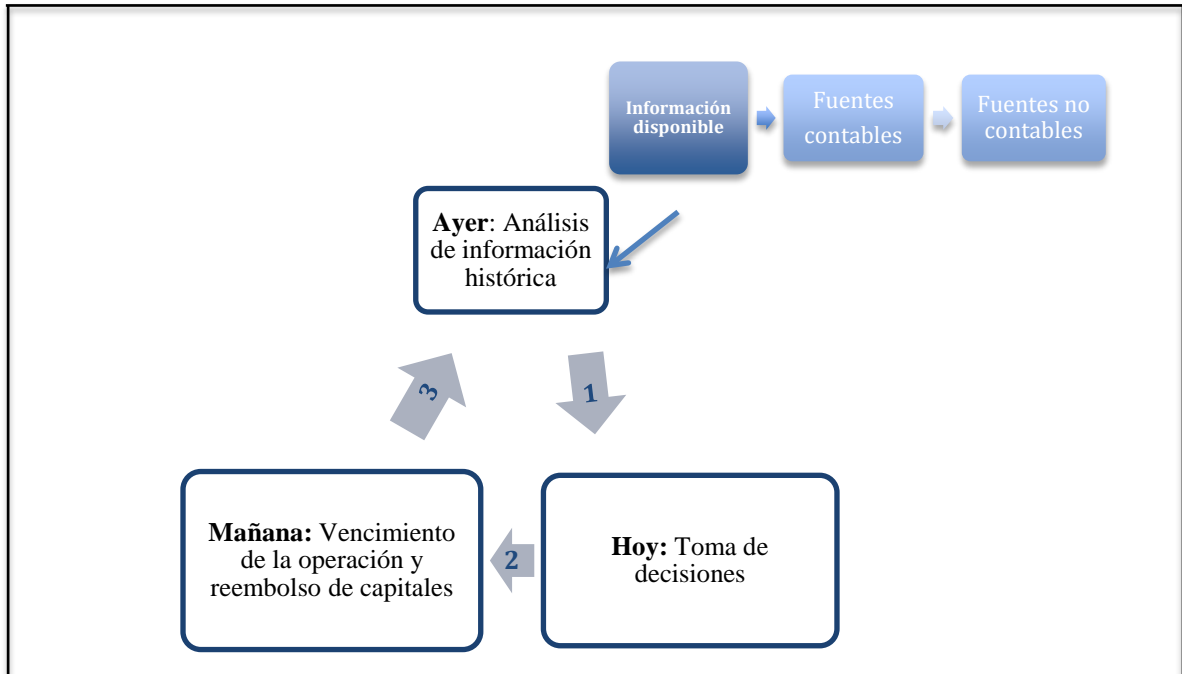 Información
disponible
Fuentes
contables
Fuentes no
contables
Ayer: Análisis
de información
histórica
1
3
Mañana: Vencimiento
de la operación y
reembolso de capitales
2
Hoy: Toma de
decisiones